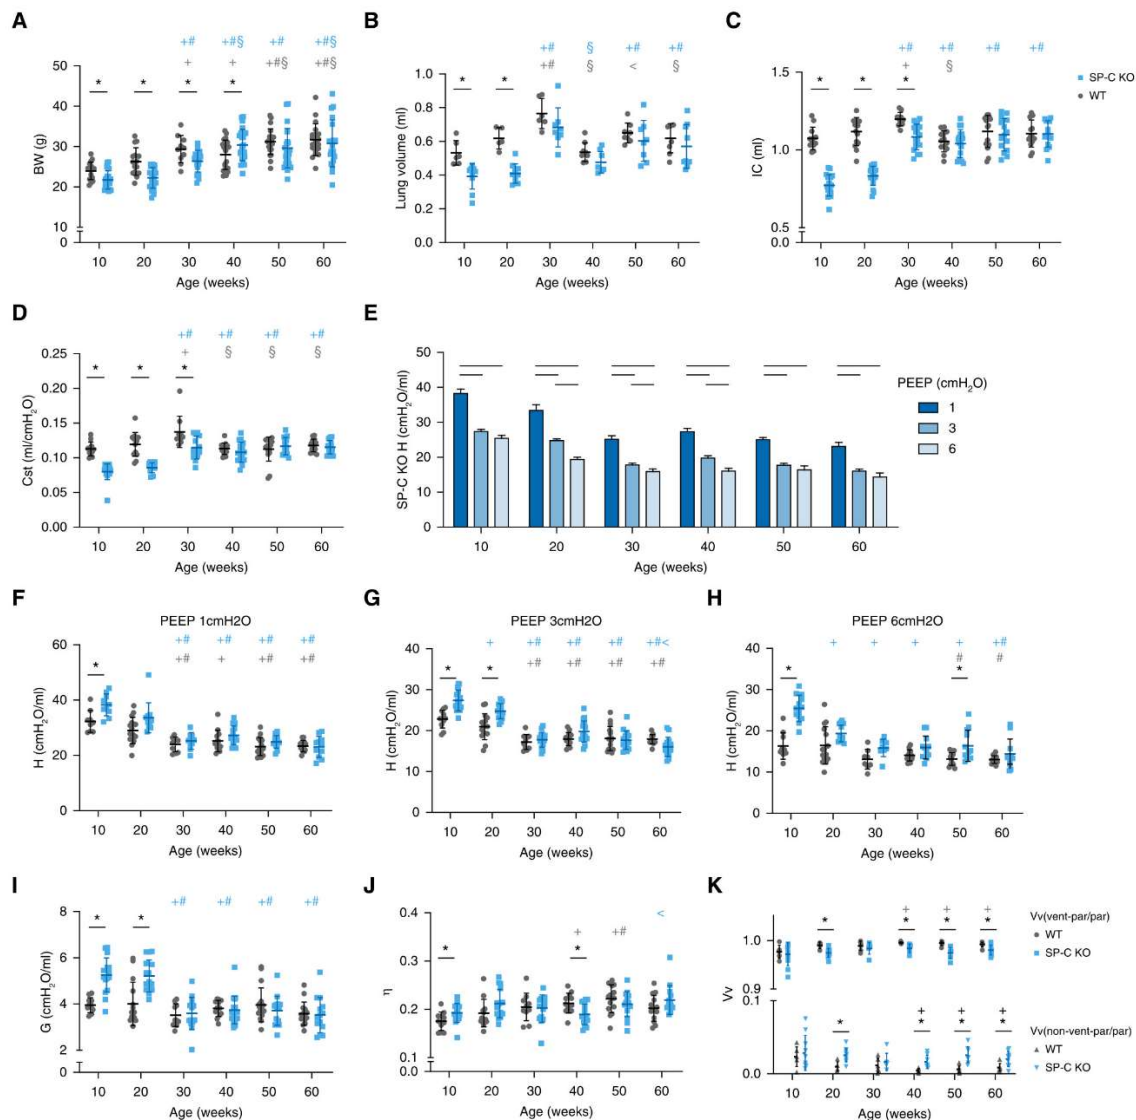 A
+# +#§ +# +#§
+ + +#§ +#§
* * * *
BW (g)
50
40
30
20
10
0
10 20 30 40 50 60
Age (weeks)
B
+# § +# +#
+# § < §
* *
Lung volume (ml)
1.0
0.8
0.6
0.4
0.2
0.0
10 20 30 40 50 60
Age (weeks)
C
+# +# +# +#
+ §
* * *
IC (ml)
1.5
1.0
0.5
0.0
10 20 30 40 50 60
Age (weeks)
SP-C KO
WT
D
+# +# +# +#
+ § § §
* * *
Cst (ml/cmH2O)
0.25
0.20
0.15
0.10
0.05
0.00
10 20 30 40 50 60
Age (weeks)
E
SP-C KO H (cmH2O/ml)
50
40
30
20
10
0
10 20 30 40 50 60
Age (weeks)
PEEP (cmH2O)
1
3
6
F
PEEP 1cmH2O
+# +# +# +#
+# + +# +#
*
H (cmH2O/ml)
60
40
20
0
10 20 30 40 50 60
Age (weeks)
G
PEEP 3cmH2O
+ +# +# +# +#<
+# +# +# +#
* *
H (cmH2O/ml)
40
30
20
10
0
10 20 30 40 50 60
Age (weeks)
H
PEEP 6cmH2O
+ + + + +#
# #
* *
H (cmH2O/ml)
40
30
20
10
0
10 20 30 40 50 60
Age (weeks)
I
+# +# +# +#
* *
G (cmH2O/ml)
8
6
4
2
0
10 20 30 40 50 60
Age (weeks)
J
<
+ +#
* *
η
0.4
0.3
0.2
0.1
0.0
10 20 30 40 50 60
Age (weeks)
K
+ + +
* * * *
Vv
1.0
0.9
0.1
0.0
+ + +
* * * *
10 20 30 40 50 60
Age (weeks)
Vv(vent-par/par)
WT
SP-C KO
Vv(non-vent-par/par)
WT
SP-C KO